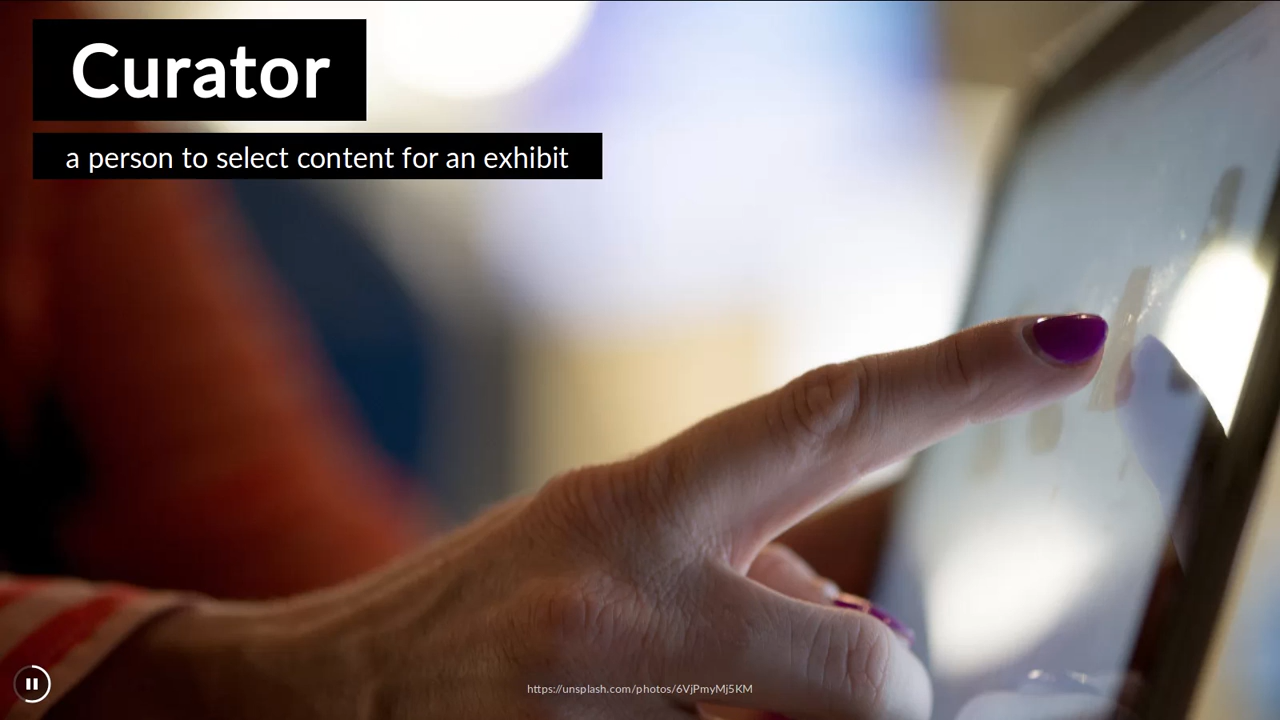 Curator
a person to select content for an exhibit
https://unsplash.com/photos/6VjPmyMj5KM